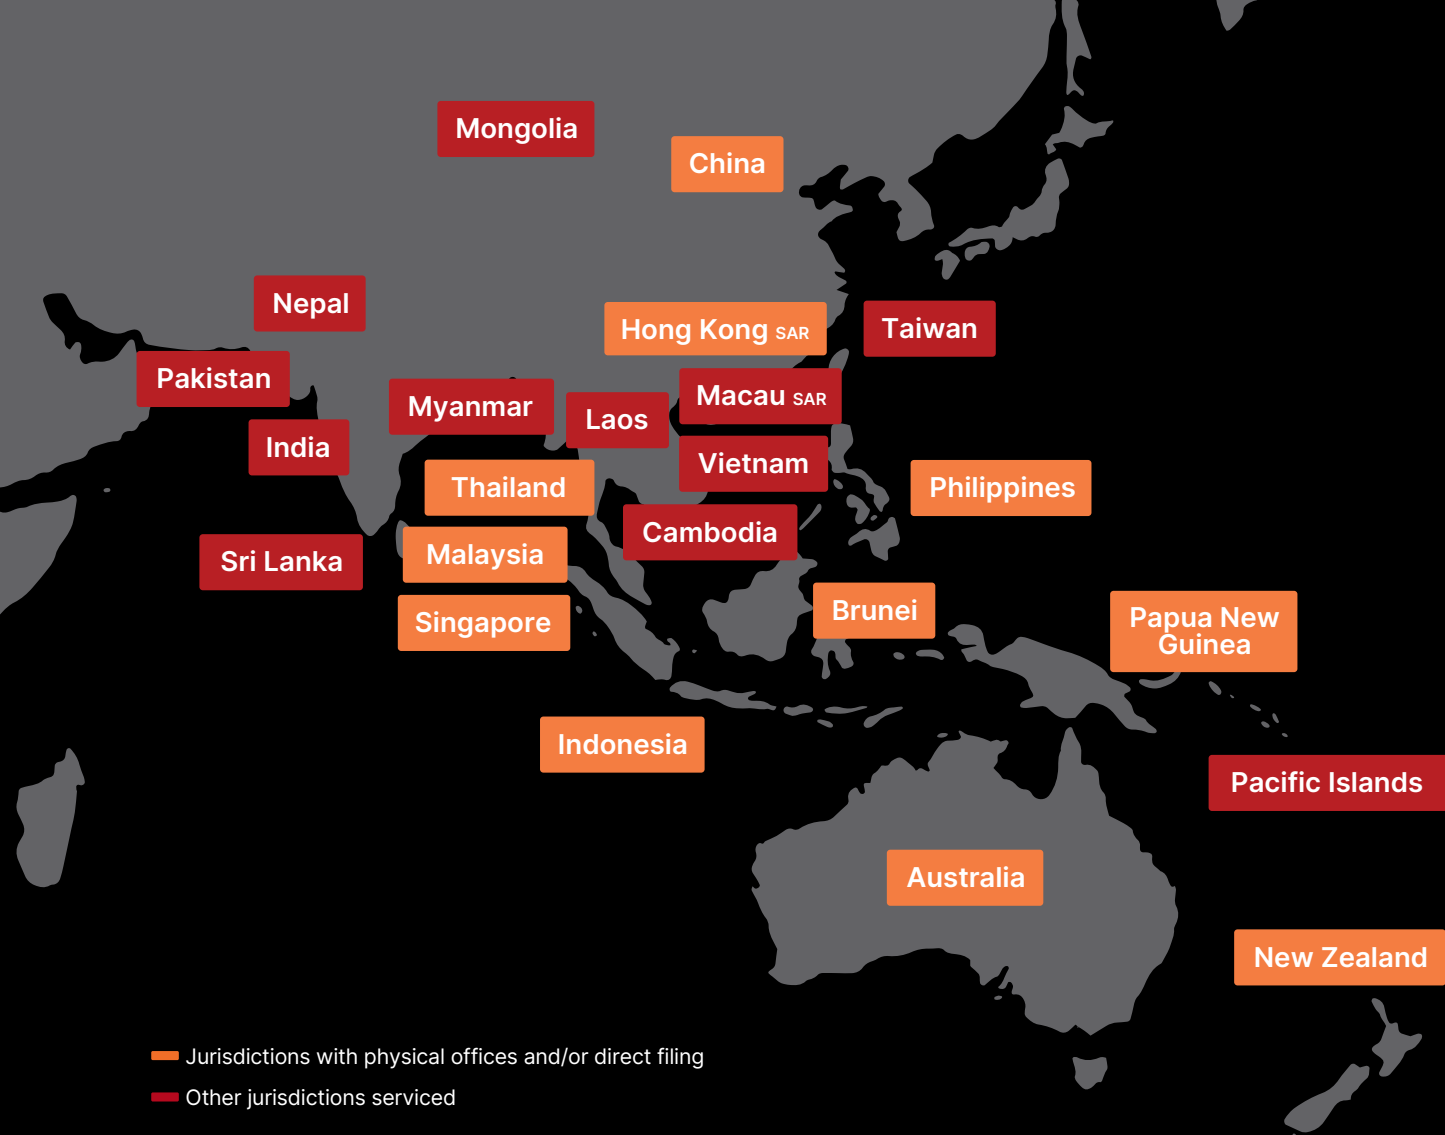 Mongolia
China
Nepal
Hong Kong SAR
Taiwan
Pakistan
Myanmar
Laos
Macau SAR
India
Vietnam
Thailand
Philippines
Cambodia
Malaysia
Sri Lanka
Singapore
Brunei
Papua New
Guinea
Indonesia
Pacific Islands
Australia
New Zealand
Jurisdictions with physical offices and/or direct filing
Other jurisdictions serviced